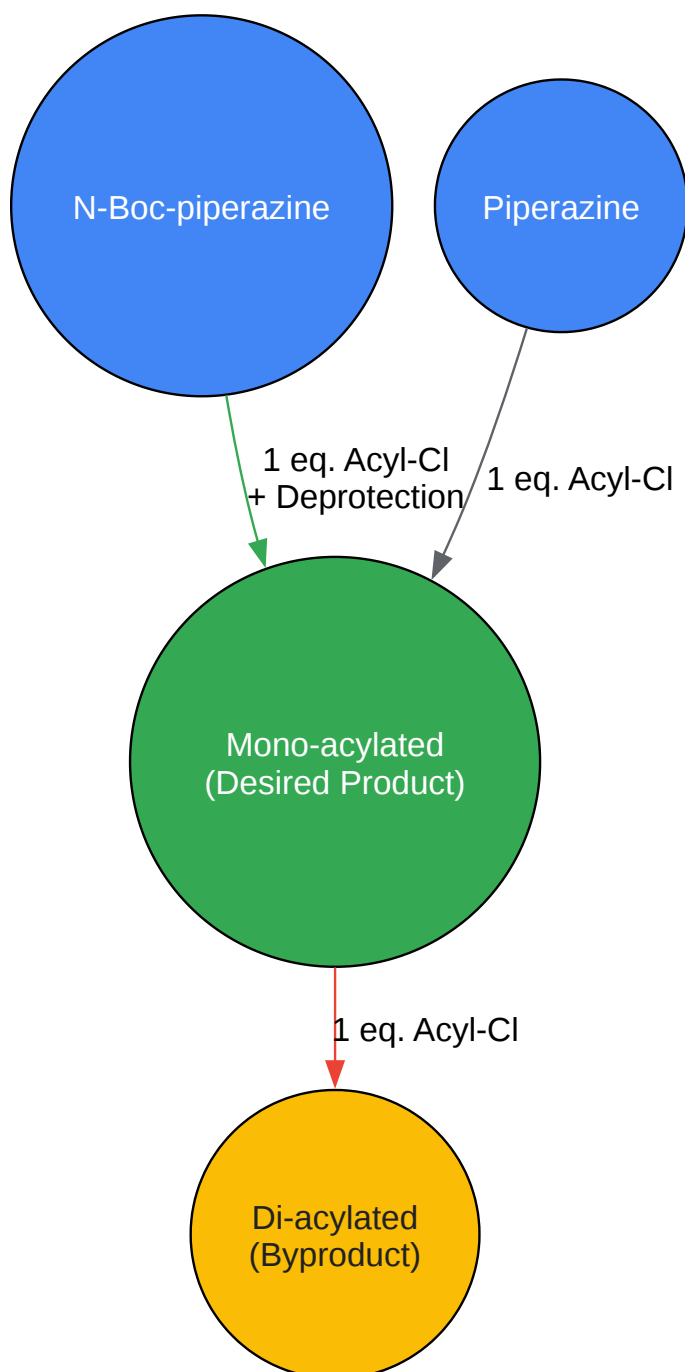 N-Boc-piperazine
Piperazine
1 eq. Acyl-Cl
+ Deprotection
1 eq. Acyl-Cl
Mono-acylated
(Desired Product)
1 eq. Acyl-Cl
Di-acylated
(Byproduct)